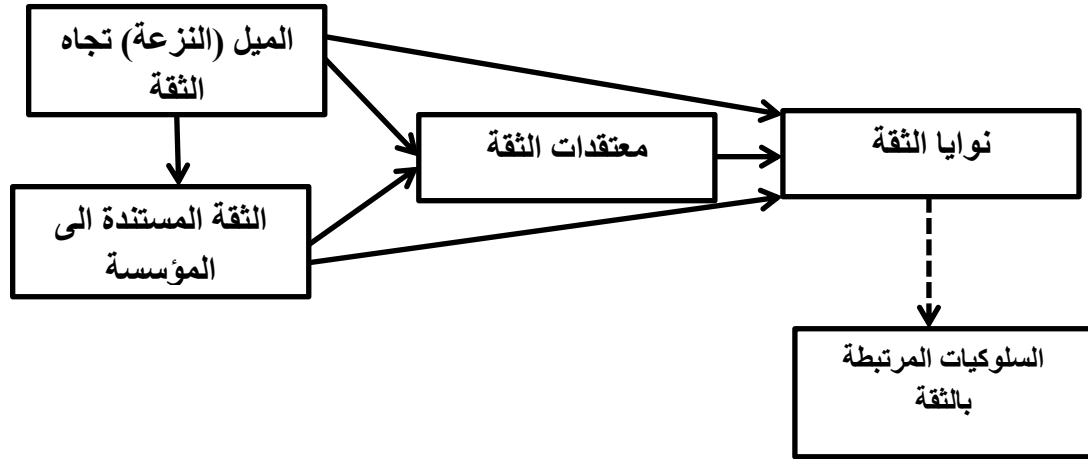 الميل (النزعة) تجاه
الثقة
معتقدات الثقة
نوايا الثقة
الثقة المستندة الى
المؤسسة
السلوكيات المرتبطة
بالثقة